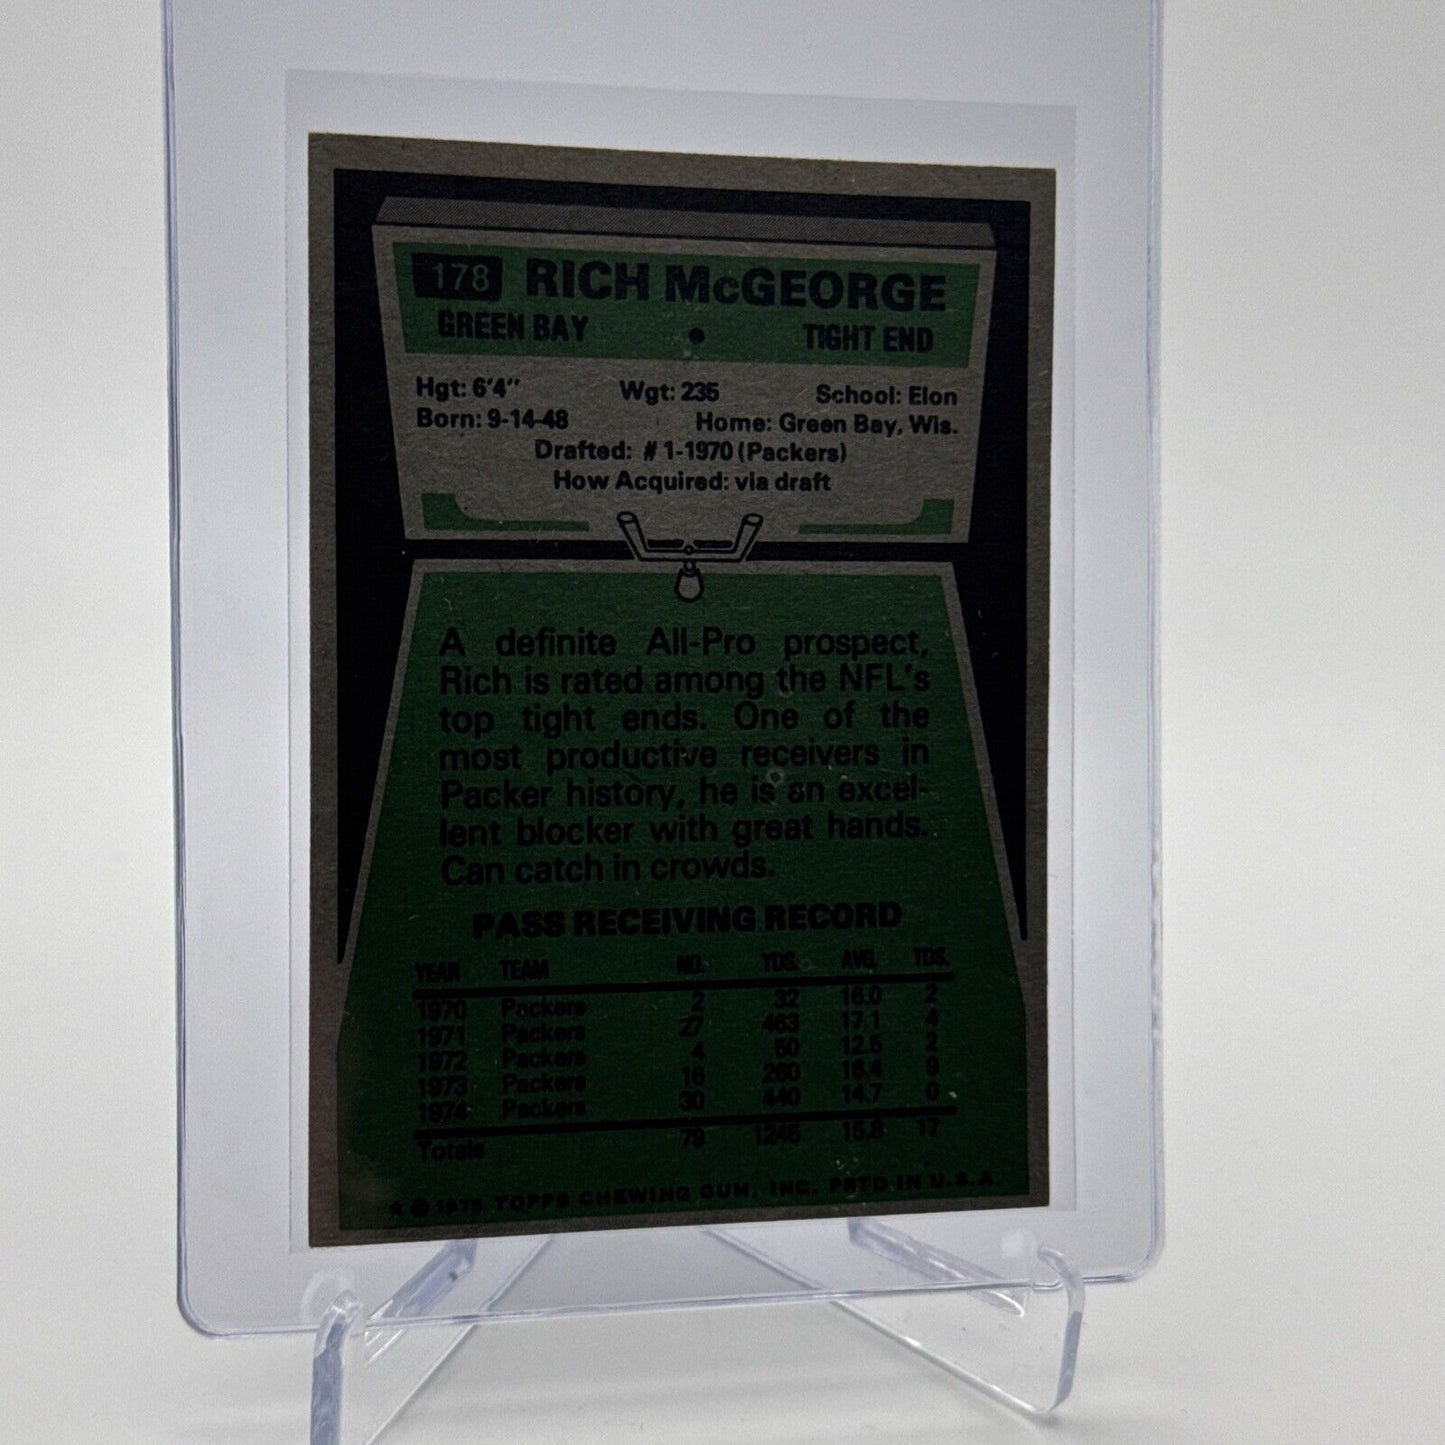 178 RICH McGEORGE
GREEN BAY • TIGHT END
Hgt: 6'4" Wgt: 235 School: Elon
Born: 9-14-48 Home: Green Bay, Wis.
Drafted: #1-1970 (Packers)
How Acquired: via draft
A definite All-Pro prospect,
Rich is rated among the NFL's
top tight ends. One of the
most productive receivers in
Packer history, he is an excel-
lent blocker with great hands.
Can catch in crowds.
PASS RECEIVING RECORD
YEAR TEAM NO. YDS. AVG. TDS.
1970 Packers 2 32 16.0 2
1971 Packers 27 463 17.1 4
1972 Packers 4 50 12.5 2
1973 Packers 16 260 16.4 9
1974 Packers 30 440 14.7 0
Totals 79 1245 15.8 17
★ © 1975 TOPPS CHEWING GUM, INC. PRTD. IN U.S.A.